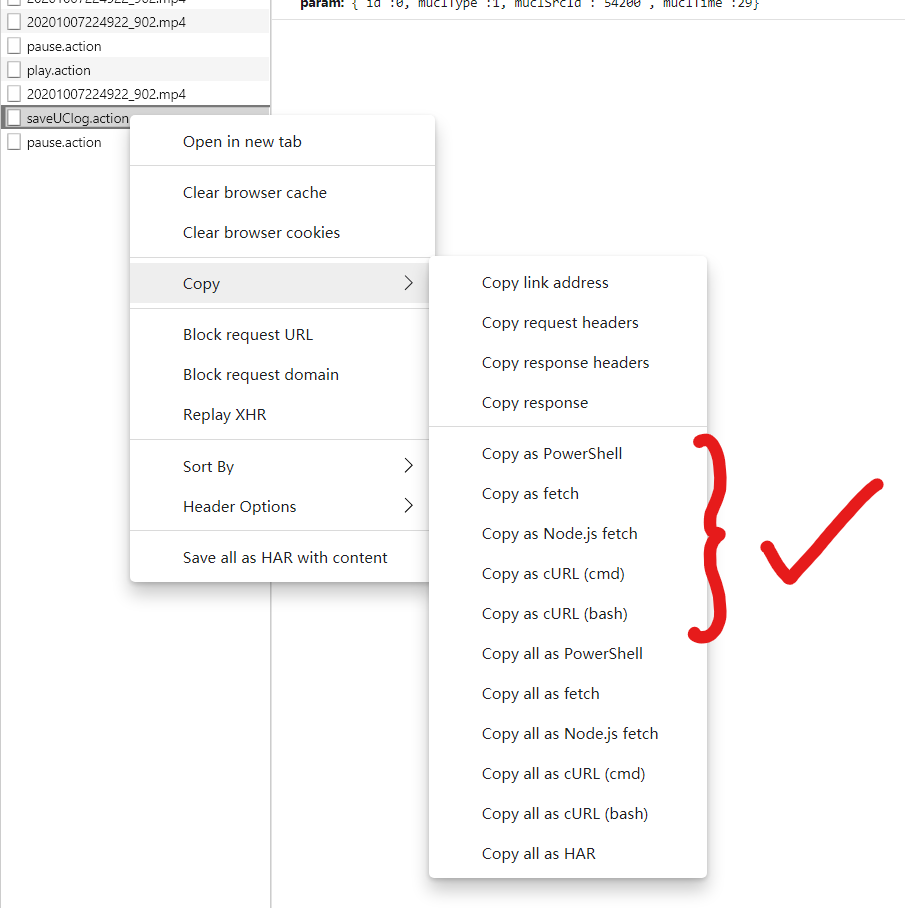 20201007224922_902.mp4
param: { id :0, muclType :1, muclSrcId : 54200 , muclTime :29}
20201007224922_902.mp4
pause.action
play.action
20201007224922_902.mp4
saveUClog.action
pause.action
Open in new tab
Clear browser cache
Clear browser cookies
Copy
Block request URL
Block request domain
Replay XHR
Sort By
Header Options
Save all as HAR with content
Copy link address
Copy request headers
Copy response headers
Copy response
Copy as PowerShell
Copy as fetch
Copy as Node.js fetch
Copy as cURL (cmd)
Copy as cURL (bash)
Copy all as PowerShell
Copy all as fetch
Copy all as Node.js fetch
Copy all as cURL (cmd)
Copy all as cURL (bash)
Copy all as HAR